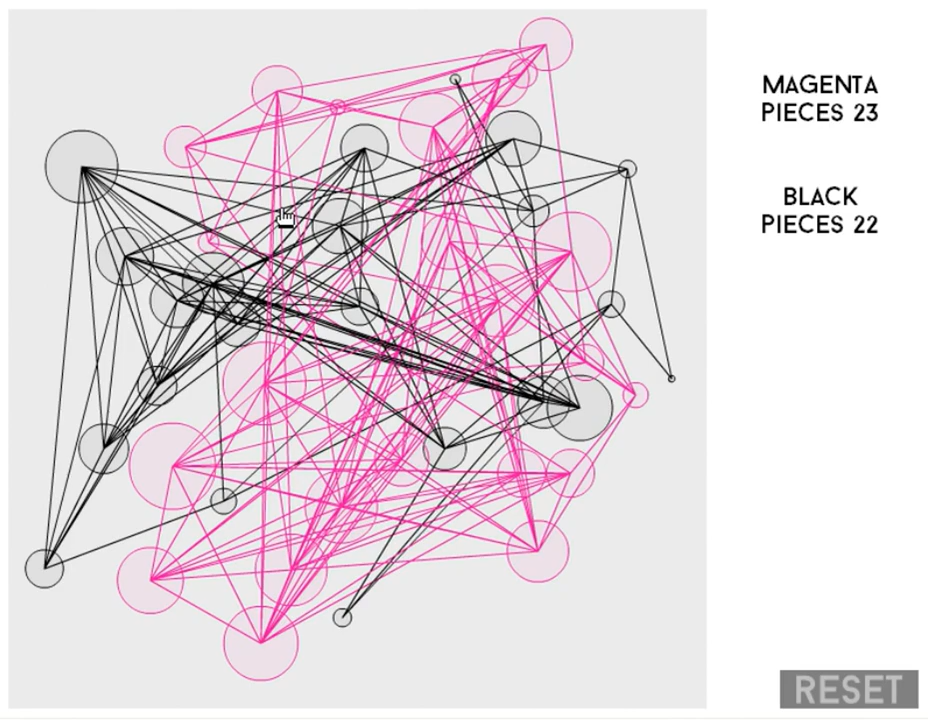 MAGENTA
PIECES 23
BLACK
PIECES 22
RESET